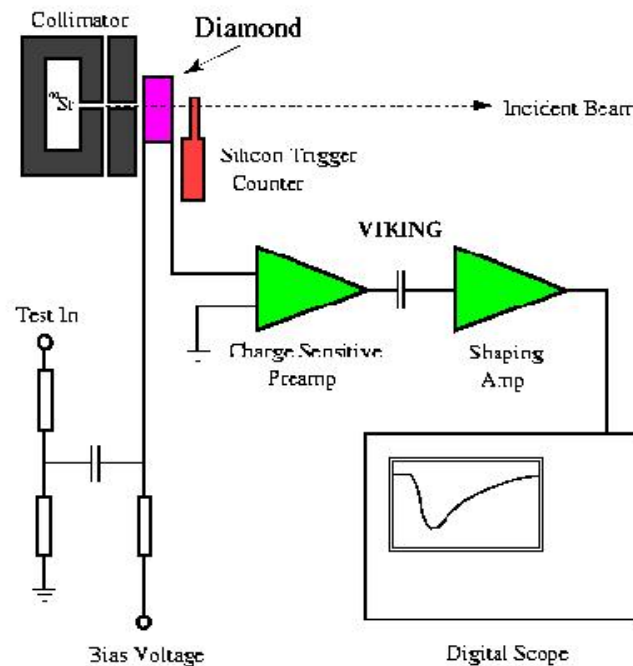 Collimator
Diamond
⁹⁰Sr
Incident Beam
Silicon Trigger
Counter
VIKING
Test In
Charge Sensitive
Preamp
Shaping
Amp
Bias Voltage
Digital Scope